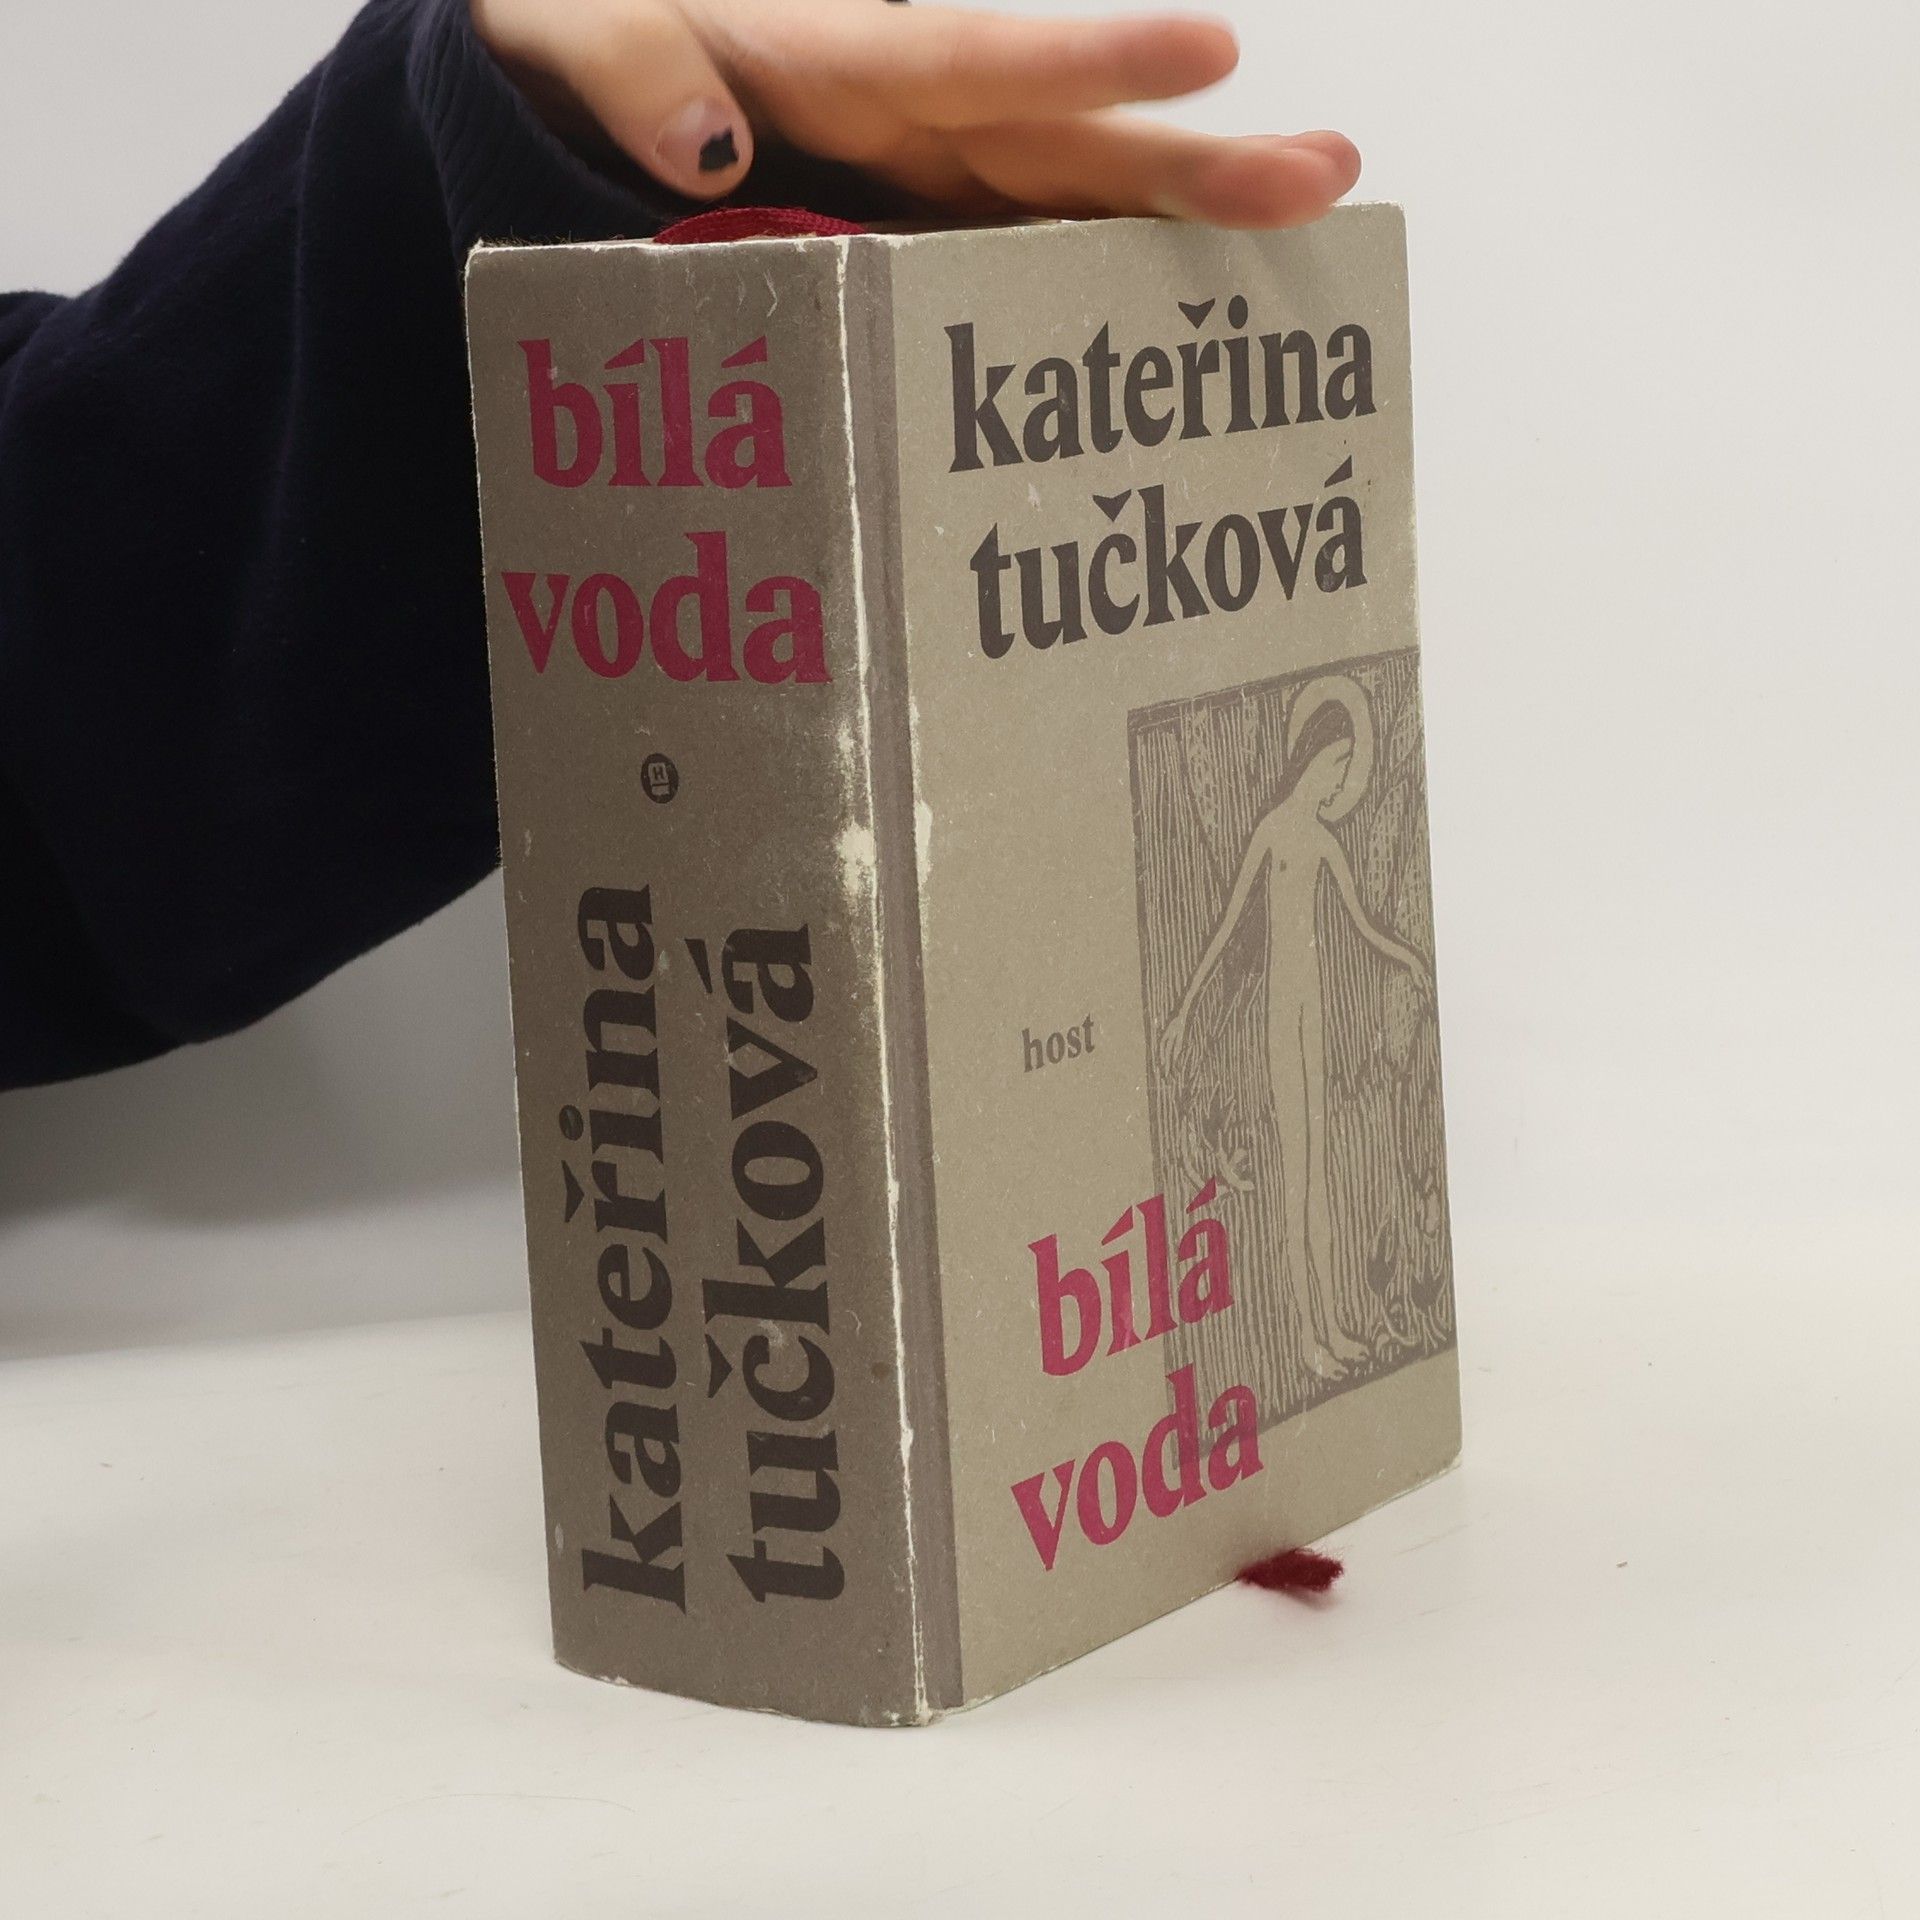 bílá
voda
H
kateřina
tučková
kateřina
tučková
host
bílá
voda